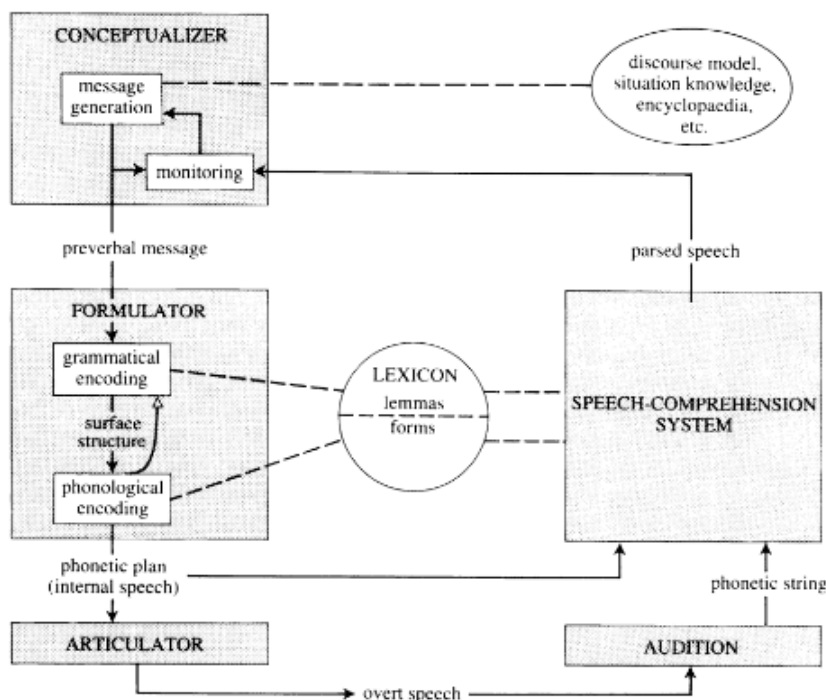 CONCEPTUALIZER
message
generation
monitoring
discourse model,
situation knowledge,
encyclopaedia,
etc.
preverbal message
parsed speech
FORMULATOR
grammatical
encoding
surface
structure
phonological
encoding
LEXICON
lemmas
forms
SPEECH-COMPREHENSION
SYSTEM
phonetic plan
(internal speech)
phonetic string
ARTICULATOR
AUDITION
overt speech